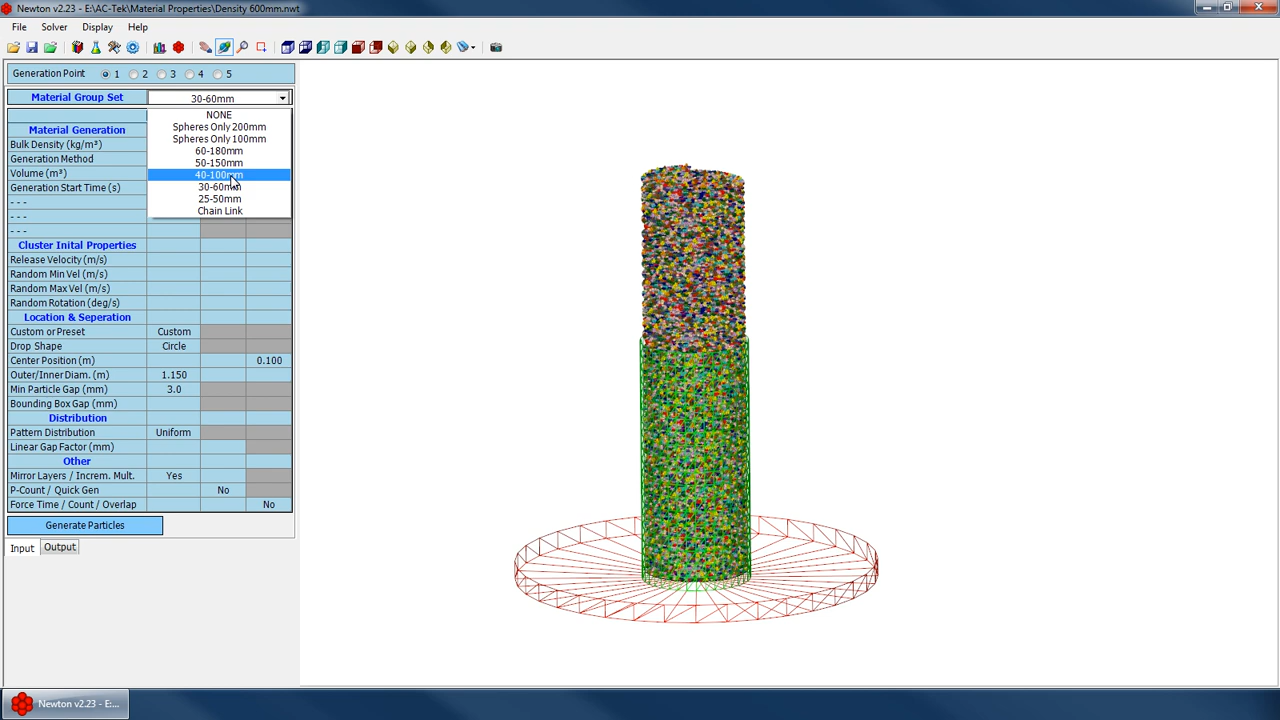 Newton v2.23 - E:\AC-Tek\Material Properties\Density 600mm.nwt
File Solver Display Help
Generation Point 1 2 3 4 5
Material Group Set 30-60mm
NONE
Spheres Only 200mm
Spheres Only 100mm
60-180mm
50-150mm
40-100mm
30-60mm
25-50mm
Chain Link
Material Generation
Bulk Density (kg/m³)
Generation Method
Volume (m³)
Generation Start Time (s)
- - -
- - -
- - -
Cluster Inital Properties
Release Velocity (m/s)
Random Min Vel (m/s)
Random Max Vel (m/s)
Random Rotation (deg/s)
Location & Seperation
Custom or Preset Custom
Drop Shape Circle
Center Position (m) 0.100
Outer/Inner Diam. (m) 1.150
Min Particle Gap (mm) 3.0
Bounding Box Gap (mm)
Distribution
Pattern Distribution Uniform
Linear Gap Factor (mm)
Other
Mirror Layers / Increm. Mult. Yes
P-Count / Quick Gen No
Force Time / Count / Overlap No
Generate Particles
Input Output
Newton v2.23 - E:...